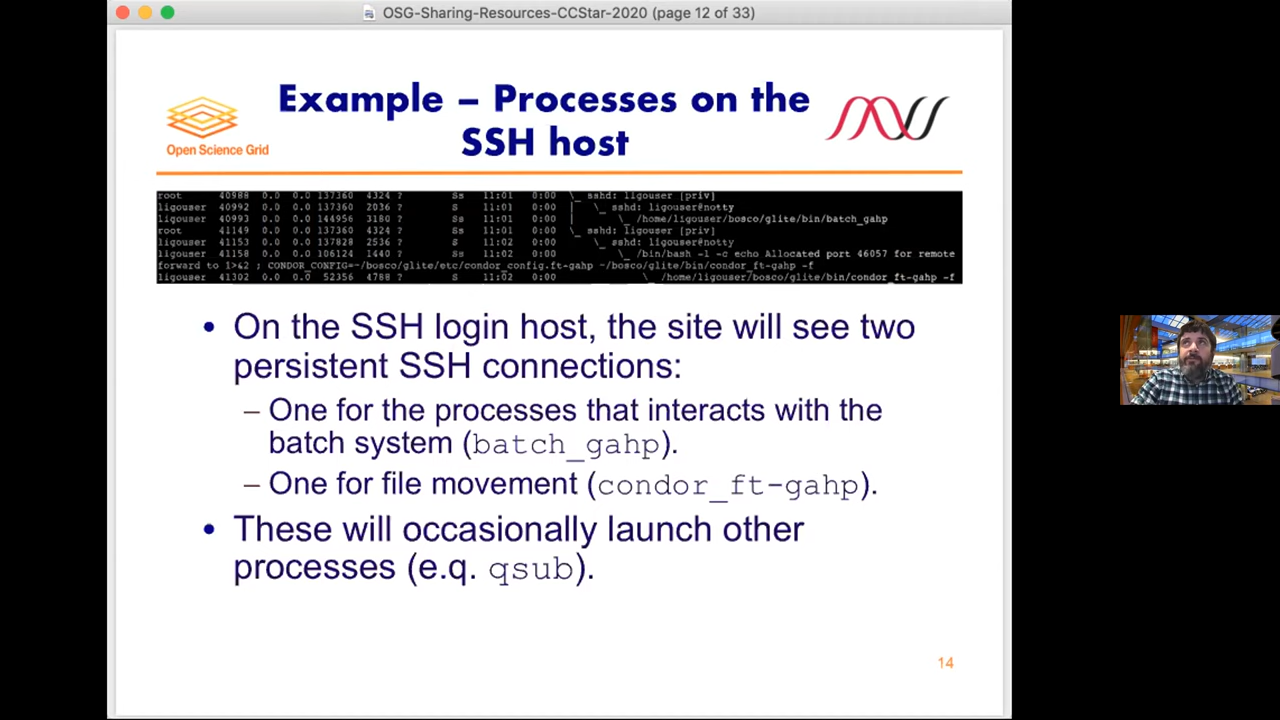 OSG-Sharing-Resources-CCStar-2020 (page 12 of 33)
Example – Processes on the
SSH host
Open Science Grid
root 40988 0.0 0.0 137360 4324 ? Ss 11:01 0:00 \_ sshd: ligouser [priv]
ligouser 40992 0.0 0.0 137360 2036 ? S 11:01 0:00 | \_ sshd: ligouser@notty
ligouser 40993 0.0 0.0 144956 3180 ? Ss 11:01 0:00 | \_ /home/ligouser/bosco/glite/bin/batch_gahp
root 41149 0.0 0.0 137360 4324 ? Ss 11:01 0:00 \_ sshd: ligouser [priv]
ligouser 41153 0.0 0.0 137828 2536 ? S 11:02 0:00 \_ sshd: ligouser@notty
ligouser 41158 0.0 0.0 106124 1440 ? Ss 11:02 0:00 \_ /bin/bash -l -c echo Allocated port 46057 for remote
forward to 1>&2 ; CONDOR_CONFIG=~/bosco/glite/etc/condor_config.ft-gahp ~/bosco/glite/bin/condor_ft-gahp -f
ligouser 41302 0.0 0.0 52356 4788 ? S 11:02 0:00 \_ /home/ligouser/bosco/glite/bin/condor_ft-gahp -f
• On the SSH login host, the site will see two
persistent SSH connections:
– One for the processes that interacts with the
batch system (batch_gahp).
– One for file movement (condor_ft-gahp).
• These will occasionally launch other
processes (e.q. qsub).
14